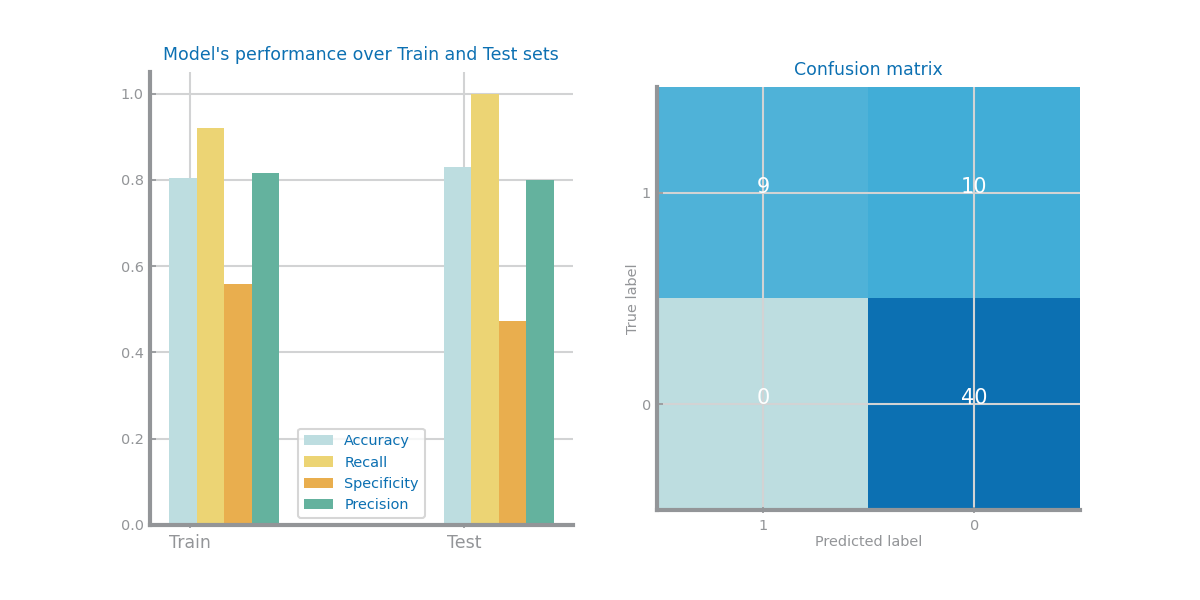 Model's performance over Train and Test sets
1.0
0.8
0.6
0.4
0.2
0.0
Accuracy
Recall
Specificity
Precision
Train Test
Confusion matrix
True label
1
0
9 10
0 40
1 0
Predicted label